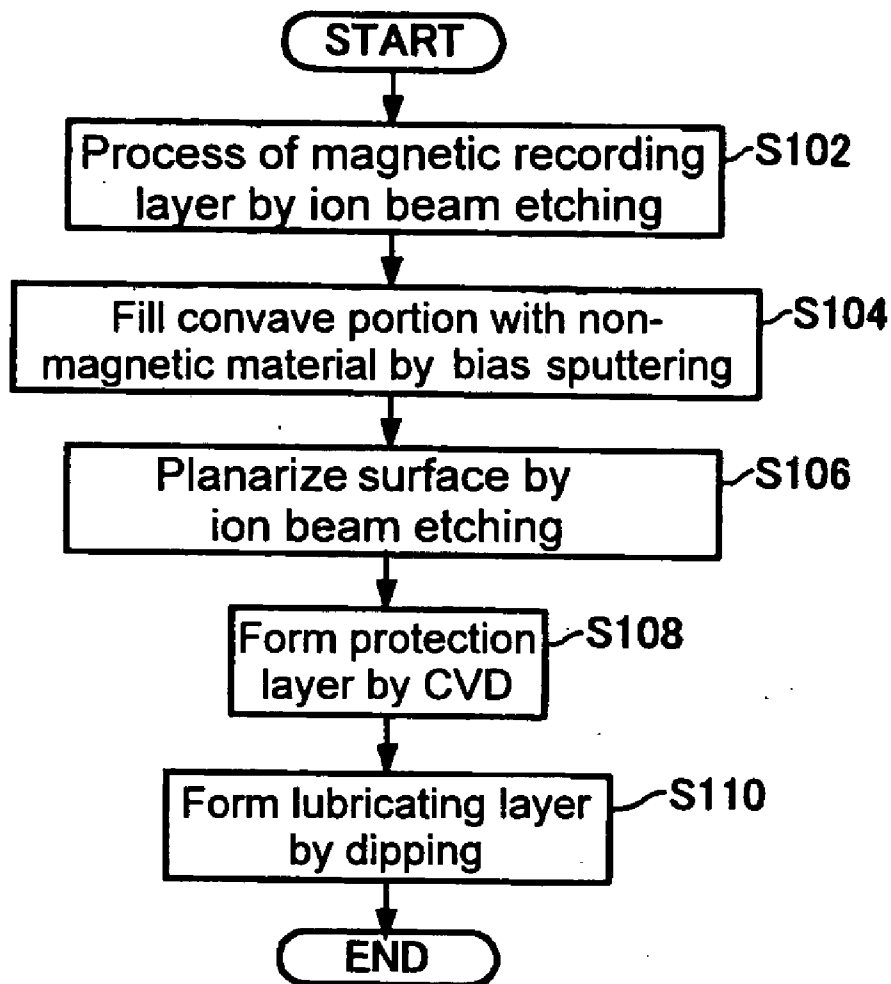 START
Process of magnetic recording
layer by ion beam etching
S102
Fill convave portion with non-
magnetic material by bias sputtering
S104
Planarize surface by
ion beam etching
S106
Form protection
layer by CVD
S108
Form lubricating layer
by dipping
S110
END